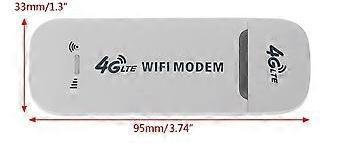 33mm/1.3"
4G LTE WIFI MODEM 4G LTE
95mm/3.74"